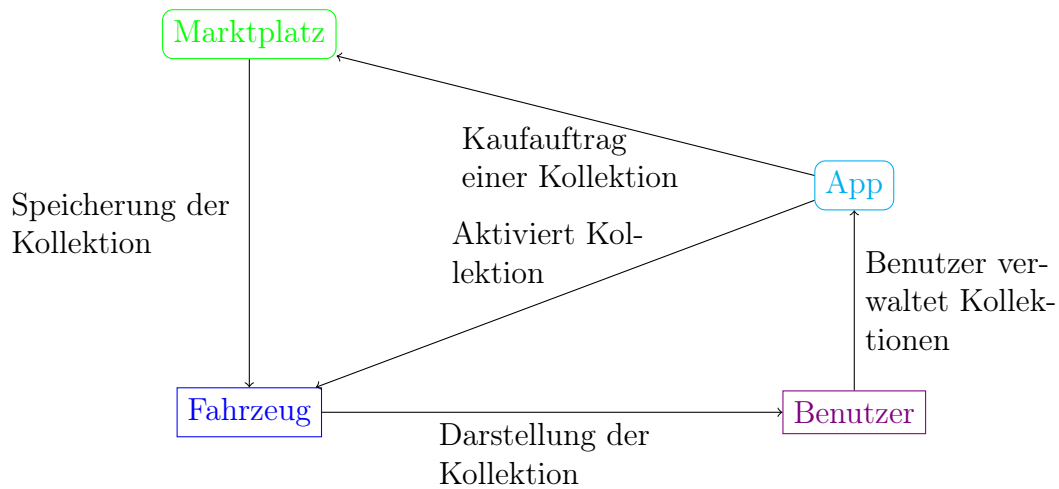 Marktplatz
Kaufauftrag
einer Kollektion
App
Speicherung der
Kollektion
Aktiviert Kol-
lektion
Benutzer ver-
waltet Kollek-
tionen
Fahrzeug
Benutzer
Darstellung der
Kollektion